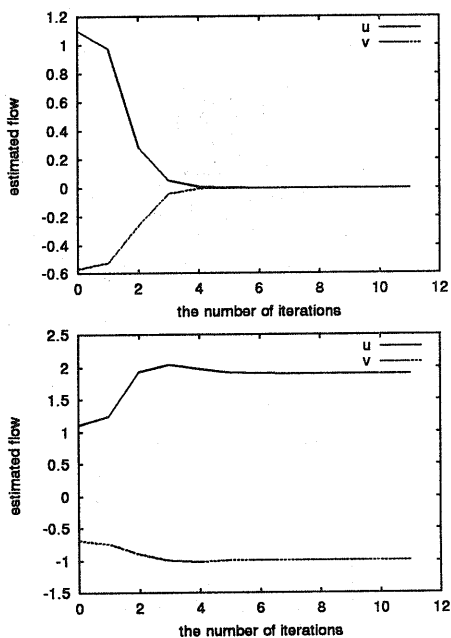 1.2
1
0.8
0.6
0.4
0.2
0
-0.2
-0.4
-0.6
estimated flow
u
v
0 2 4 6 8 10 12
the number of iterations
2.5
2
1.5
1
0.5
0
-0.5
-1
-1.5
estimated flow
u
v
0 2 4 6 8 10 12
the number of iterations